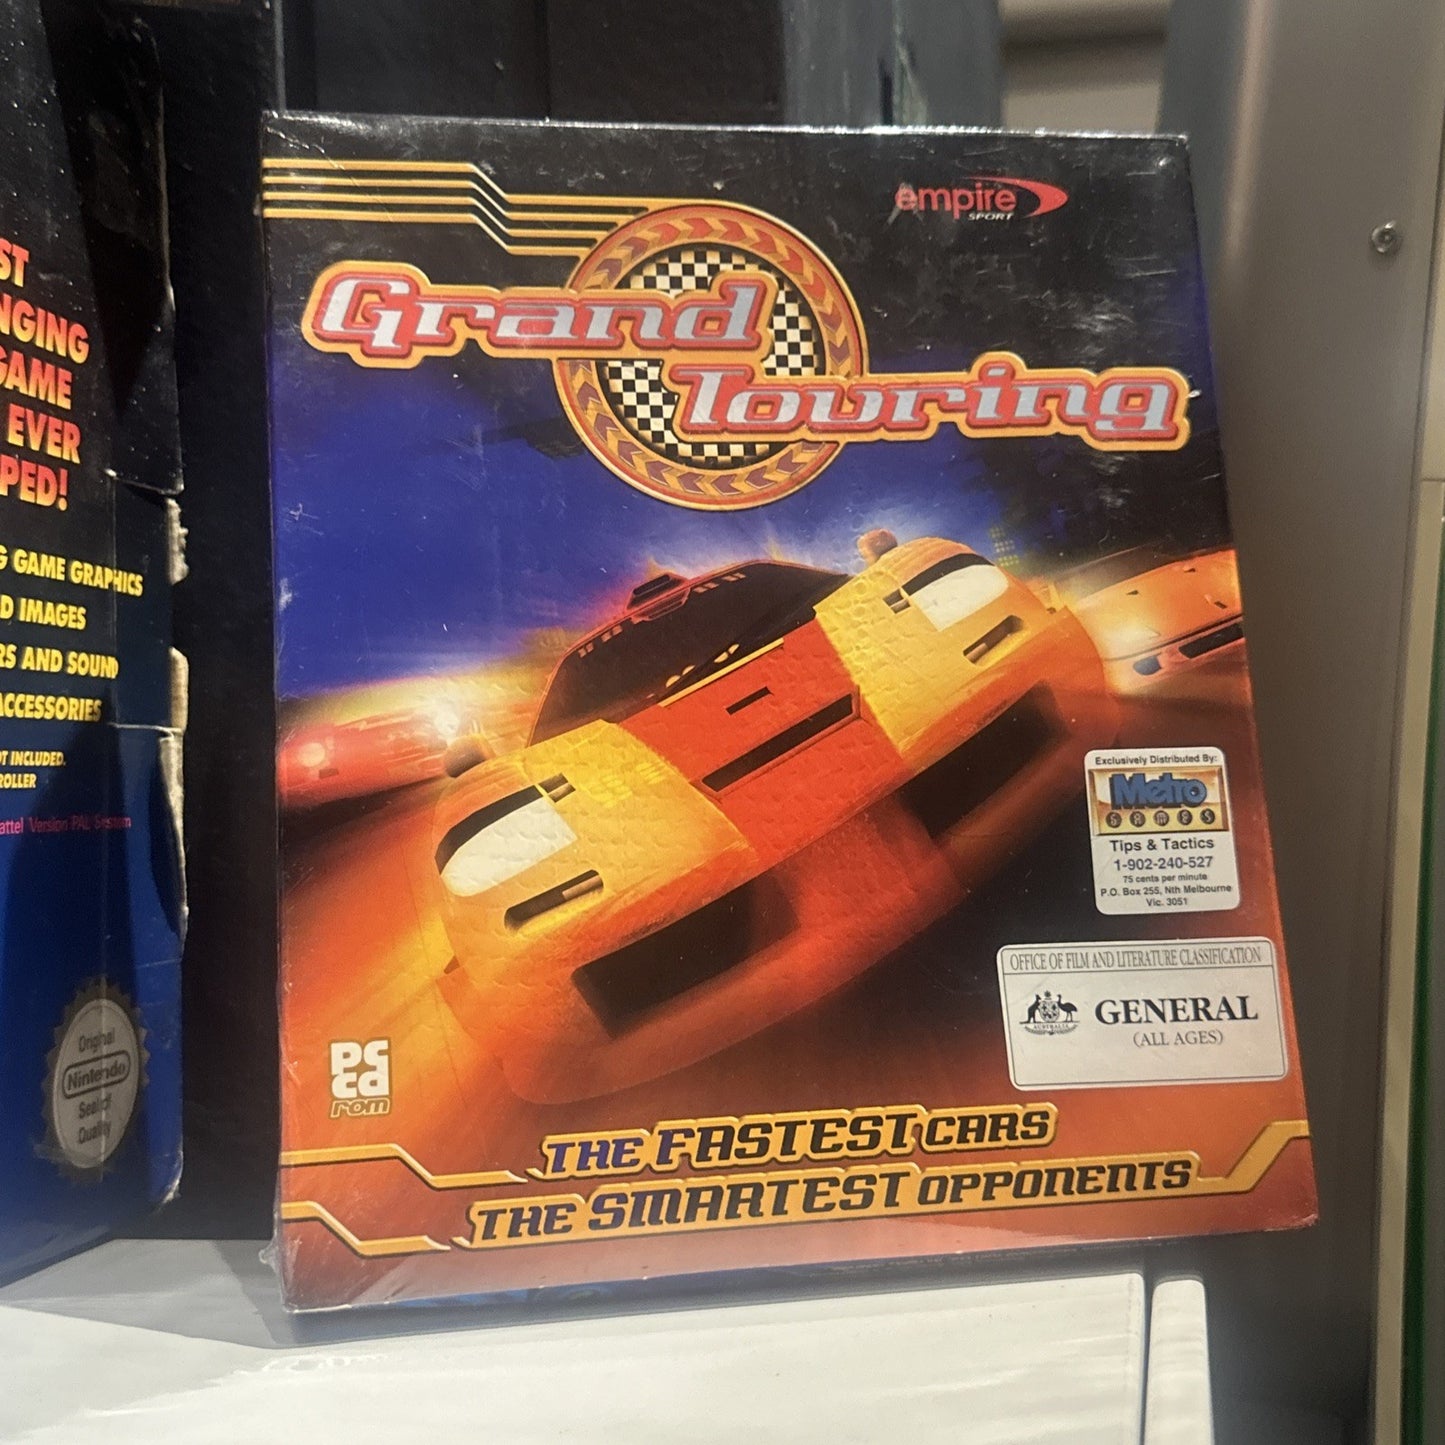 ST
NGING
GAME
EVER
PED!
G GAME GRAPHICS
D IMAGES
RS AND SOUND
ACCESSORIES
OT INCLUDED.
ROLLER
attel Version PAL System
Original
Nintendo
Seal of
Quality
empire
SPORT
Grand
Touring
Exclusively Distributed By:
Metro
GAMES
Tips & Tactics
1-902-240-527
75 cents per minute
P.O. Box 255, Nth Melbourne
Vic. 3051
OFFICE OF FILM AND LITERATURE CLASSIFICATION
AUSTRALIA
GENERAL
(ALL AGES)
PC
cd
rom
THE FASTEST CARS
THE SMARTEST OPPONENTS